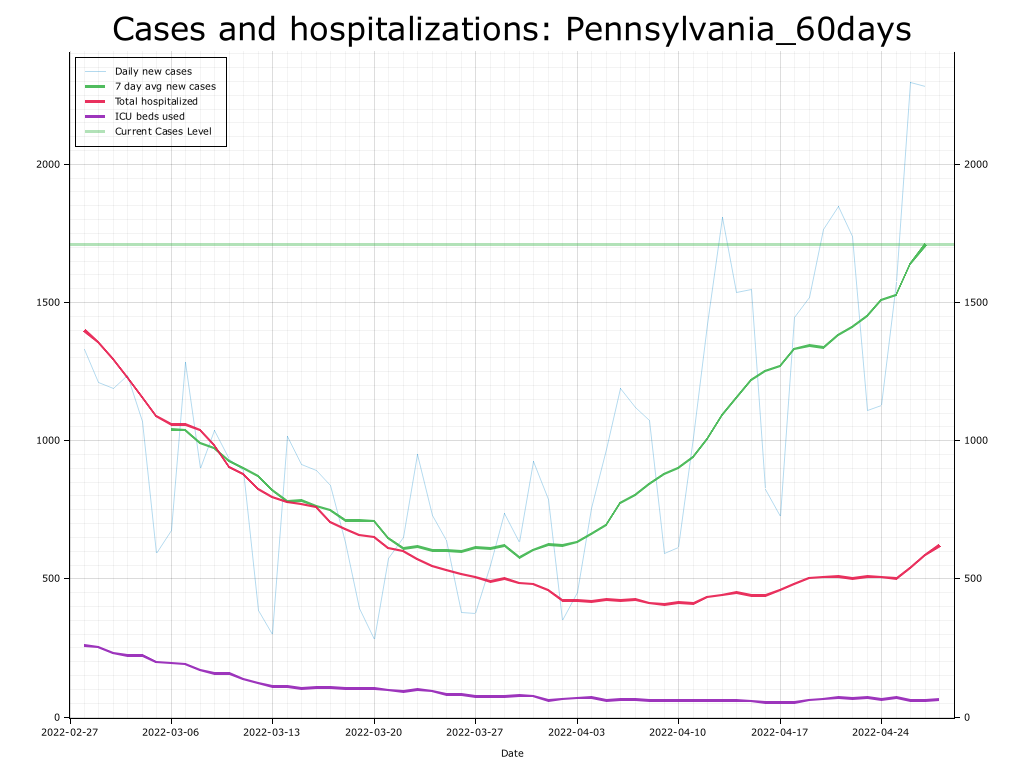 Cases and hospitalizations: Pennsylvania_60days
Daily new cases
7 day avg new cases
Total hospitalized
ICU beds used
Current Cases Level
2000 2000
1500 1500
1000 1000
500 500
0 0
2022-02-27 2022-03-06 2022-03-13 2022-03-20 2022-03-27 2022-04-03 2022-04-10 2022-04-17 2022-04-24
Date